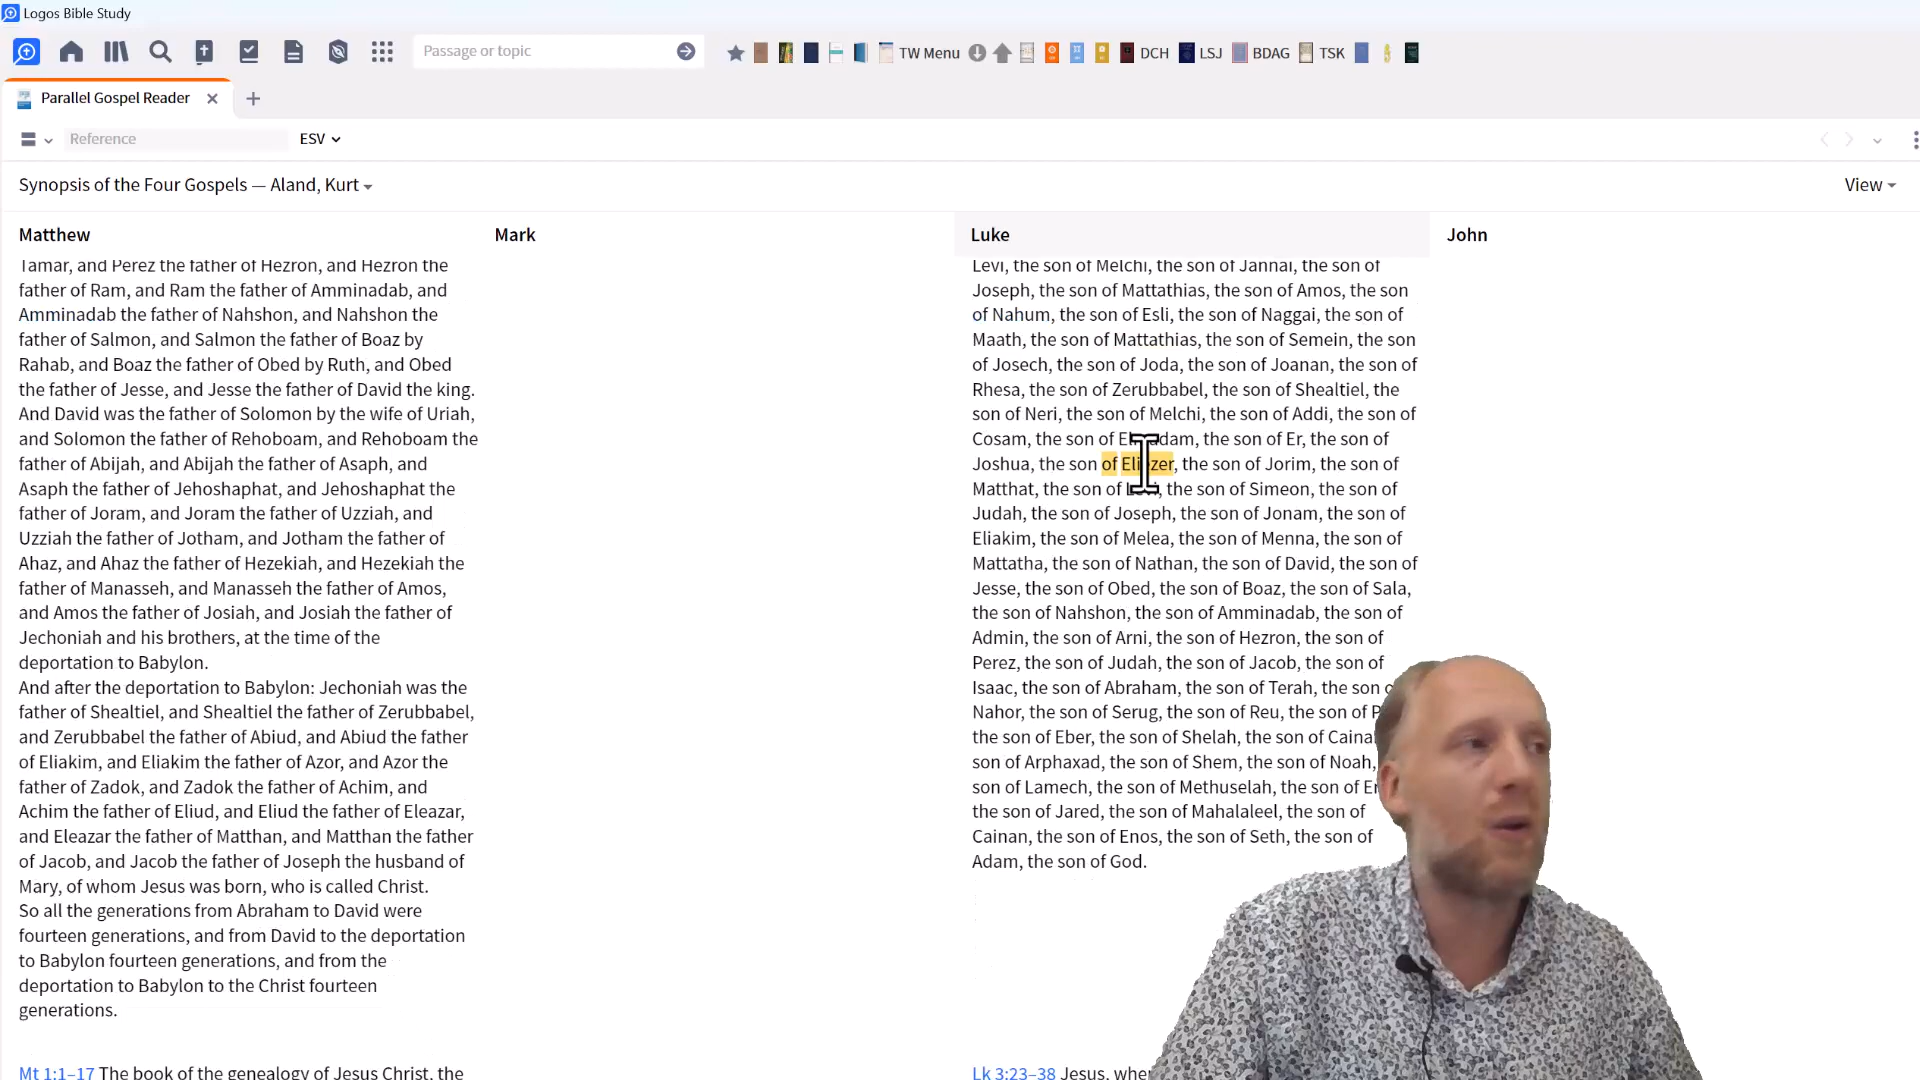 Logos Bible Study
Passage or topic
TW Menu
DCH
LSJ
BDAG
TSK
Parallel Gospel Reader
Reference
ESV
Synopsis of the Four Gospels — Aland, Kurt
View
Matthew
Mark
Luke
John
Tamar, and Perez the father of Hezron, and Hezron the
father of Ram, and Ram the father of Amminadab, and
Amminadab the father of Nahshon, and Nahshon the
father of Salmon, and Salmon the father of Boaz by
Rahab, and Boaz the father of Obed by Ruth, and Obed
the father of Jesse, and Jesse the father of David the king.
And David was the father of Solomon by the wife of Uriah,
and Solomon the father of Rehoboam, and Rehoboam the
father of Abijah, and Abijah the father of Asaph, and
Asaph the father of Jehoshaphat, and Jehoshaphat the
father of Joram, and Joram the father of Uzziah, and
Uzziah the father of Jotham, and Jotham the father of
Ahaz, and Ahaz the father of Hezekiah, and Hezekiah the
father of Manasseh, and Manasseh the father of Amos,
and Amos the father of Josiah, and Josiah the father of
Jechoniah and his brothers, at the time of the
deportation to Babylon.
And after the deportation to Babylon: Jechoniah was the
father of Shealtiel, and Shealtiel the father of Zerubbabel,
and Zerubbabel the father of Abiud, and Abiud the father
of Eliakim, and Eliakim the father of Azor, and Azor the
father of Zadok, and Zadok the father of Achim, and
Achim the father of Eliud, and Eliud the father of Eleazar,
and Eleazar the father of Matthan, and Matthan the father
of Jacob, and Jacob the father of Joseph the husband of
Mary, of whom Jesus was born, who is called Christ.
So all the generations from Abraham to David were
fourteen generations, and from David to the deportation
to Babylon fourteen generations, and from the
deportation to Babylon to the Christ fourteen
generations.
Mt 1:1–17 The book of the genealogy of Jesus Christ, the
Levi, the son of Melchi, the son of Jannai, the son of
Joseph, the son of Mattathias, the son of Amos, the son
of Nahum, the son of Esli, the son of Naggai, the son of
Maath, the son of Mattathias, the son of Semein, the son
of Josech, the son of Joda, the son of Joanan, the son of
Rhesa, the son of Zerubbabel, the son of Shealtiel, the
son of Neri, the son of Melchi, the son of Addi, the son of
Cosam, the son of Elmadam, the son of Er, the son of
Joshua, the son of Eliezer, the son of Jorim, the son of
Matthat, the son of the son of Simeon, the son of
Judah, the son of Joseph, the son of Jonam, the son of
Eliakim, the son of Melea, the son of Menna, the son of
Mattatha, the son of Nathan, the son of David, the son of
Jesse, the son of Obed, the son of Boaz, the son of Sala,
the son of Nahshon, the son of Amminadab, the son of
Admin, the son of Arni, the son of Hezron, the son of
Perez, the son of Judah, the son of Jacob, the son of
Isaac, the son of Abraham, the son of Terah, the son
Nahor, the son of Serug, the son of Reu, the son of
the son of Eber, the son of Shelah, the son of
son of Arphaxad, the son of Shem, the son of Noah,
son of Lamech, the son of Methuselah, the son of
the son of Jared, the son of Mahalaleel, the son of
Cainan, the son of Enos, the son of Seth, the son of
Adam, the son of God.
Lk 3:23–38 Jesus,